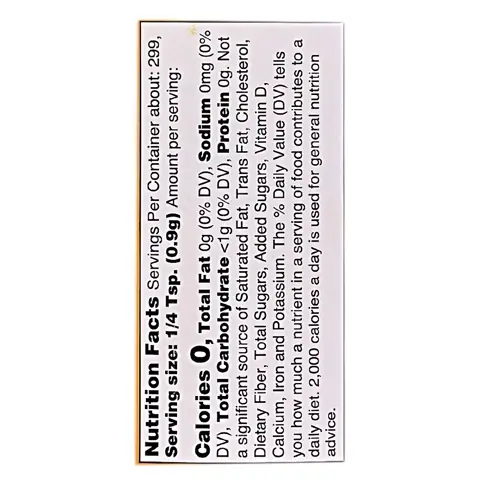 Nutrition Facts Servings Per Container about: 299,
Serving size: 1/4 Tsp. (0.9g) Amount per serving:
Calories 0, Total Fat 0g (0% DV), Sodium 0mg (0%
DV), Total Carbohydrate <1g (0% DV), Protein 0g. Not
a significant source of Saturated Fat, Trans Fat, Cholesterol,
Dietary Fiber, Total Sugars, Added Sugars, Vitamin D,
Calcium, Iron and Potassium. The % Daily Value (DV) tells
you how much a nutrient in a serving of food contributes to a
daily diet. 2,000 calories a day is used for general nutrition
advice.